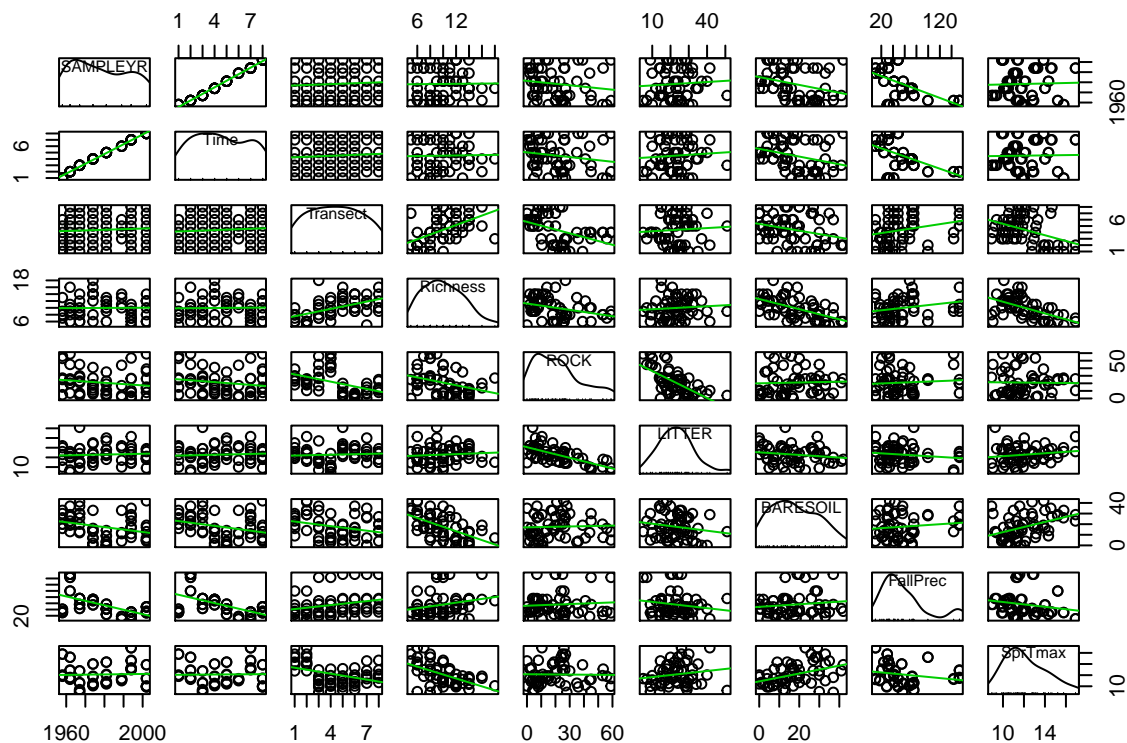 1 4 7
6 12
10 40
20 120
SAMPLEYR
1960
Time
1 6
Transect
1 6
Richness
6 18
ROCK
0 50
LITTER
10
BARESOIL
0 40
FallPrec
20
SprTmax
10
1960 2000
1 4 7
0 30 60
0 20
10 14